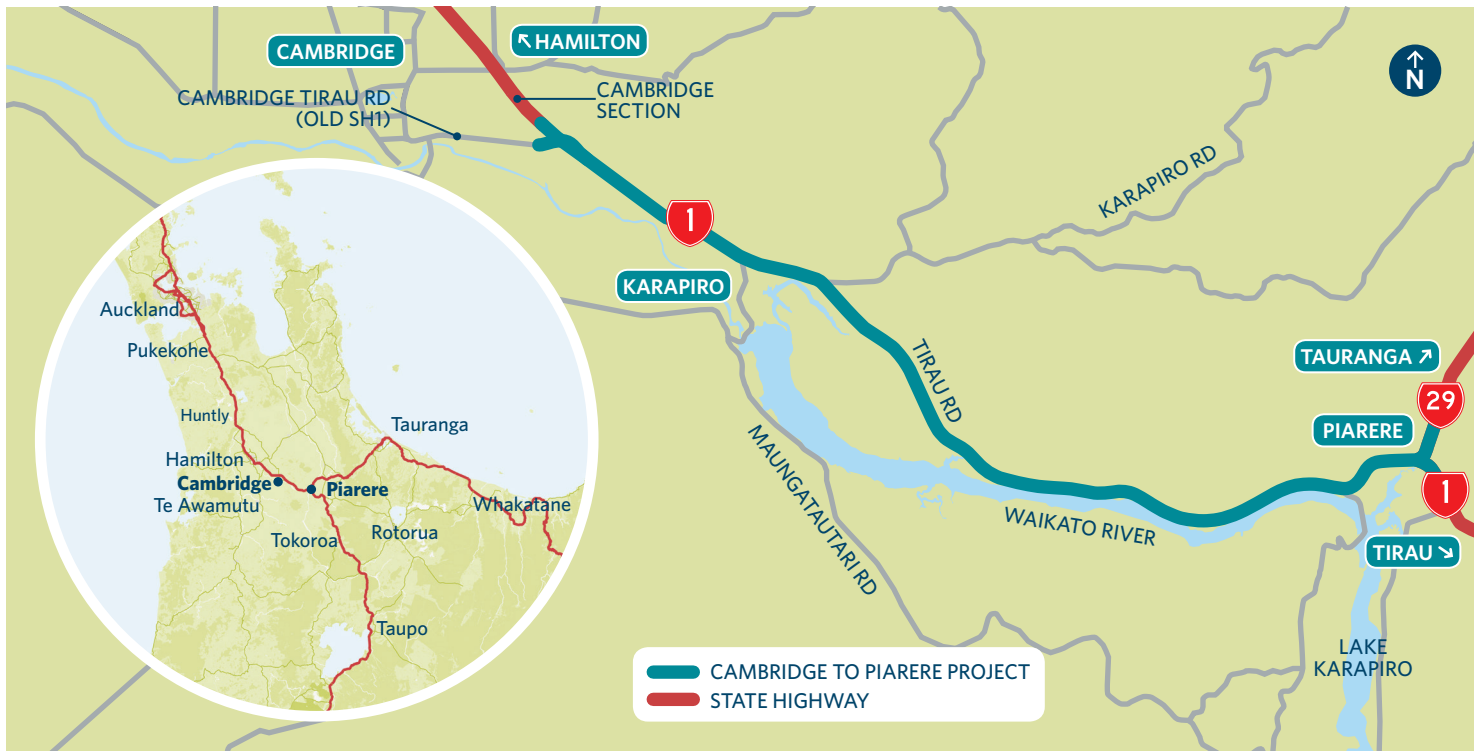 CAMBRIDGE
↖HAMILTON
CAMBRIDGE TIRAU RD
(OLD SH1)
CAMBRIDGE
SECTION
N
KARAPIRO RD
1
KARAPIRO
TIRAU RD
TAURANGA ↗
29
PIARERE
1
TIRAU ↘
MAUNGATAUTARI RD
WAIKATO RIVER
LAKE
KARAPIRO
Auckland
Pukekohe
Huntly
Tauranga
Hamilton
Cambridge
Piarere
Te Awamutu
Whakatane
Rotorua
Tokoroa
Taupo
CAMBRIDGE TO PIARERE PROJECT
STATE HIGHWAY